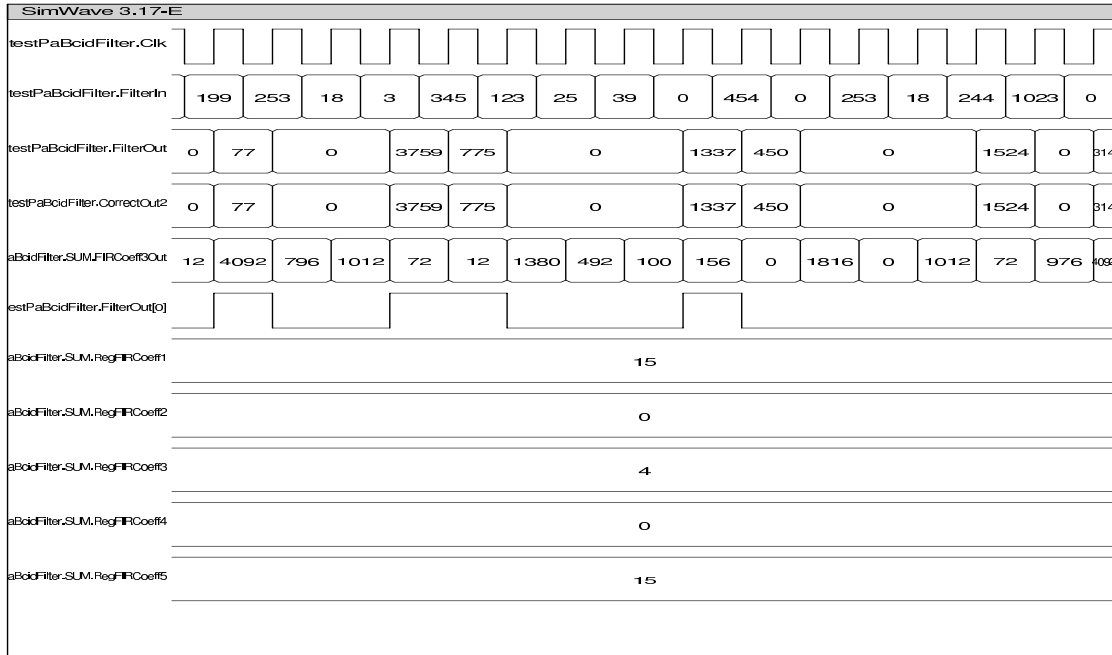 SimWave 3.17-E
testPaBcidFilter.Clk
testPaBcidFilter.FilterIn 199 253 18 3 345 123 25 39 0 454 0 253 18 244 1023 0
testPaBcidFilter.FilterOut 0 77 0 3759 775 0 1337 450 0 1524 0 314
testPaBcidFilter.CorrectOut2 0 77 0 3759 775 0 1337 450 0 1524 0 314
aBcidFilter.SUM.FIRCoeff3Out 12 4092 796 1012 72 12 1380 492 100 156 0 1816 0 1012 72 976 4092
estPaBcidFilter.FilterOut[0]
aBcidFilter.SUM.RegFIRCoeff1 15
aBcidFilter.SUM.RegFIRCoeff2 0
aBcidFilter.SUM.RegFIRCoeff3 4
aBcidFilter.SUM.RegFIRCoeff4 0
aBcidFilter.SUM.RegFIRCoeff5 15